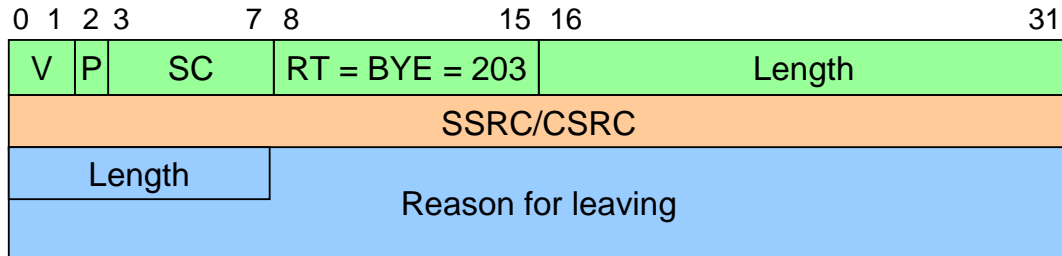 0 1 2 3 7 8 15 16 31
V P SC RT = BYE = 203 Length
SSRC/CSRC
Length
Reason for leaving